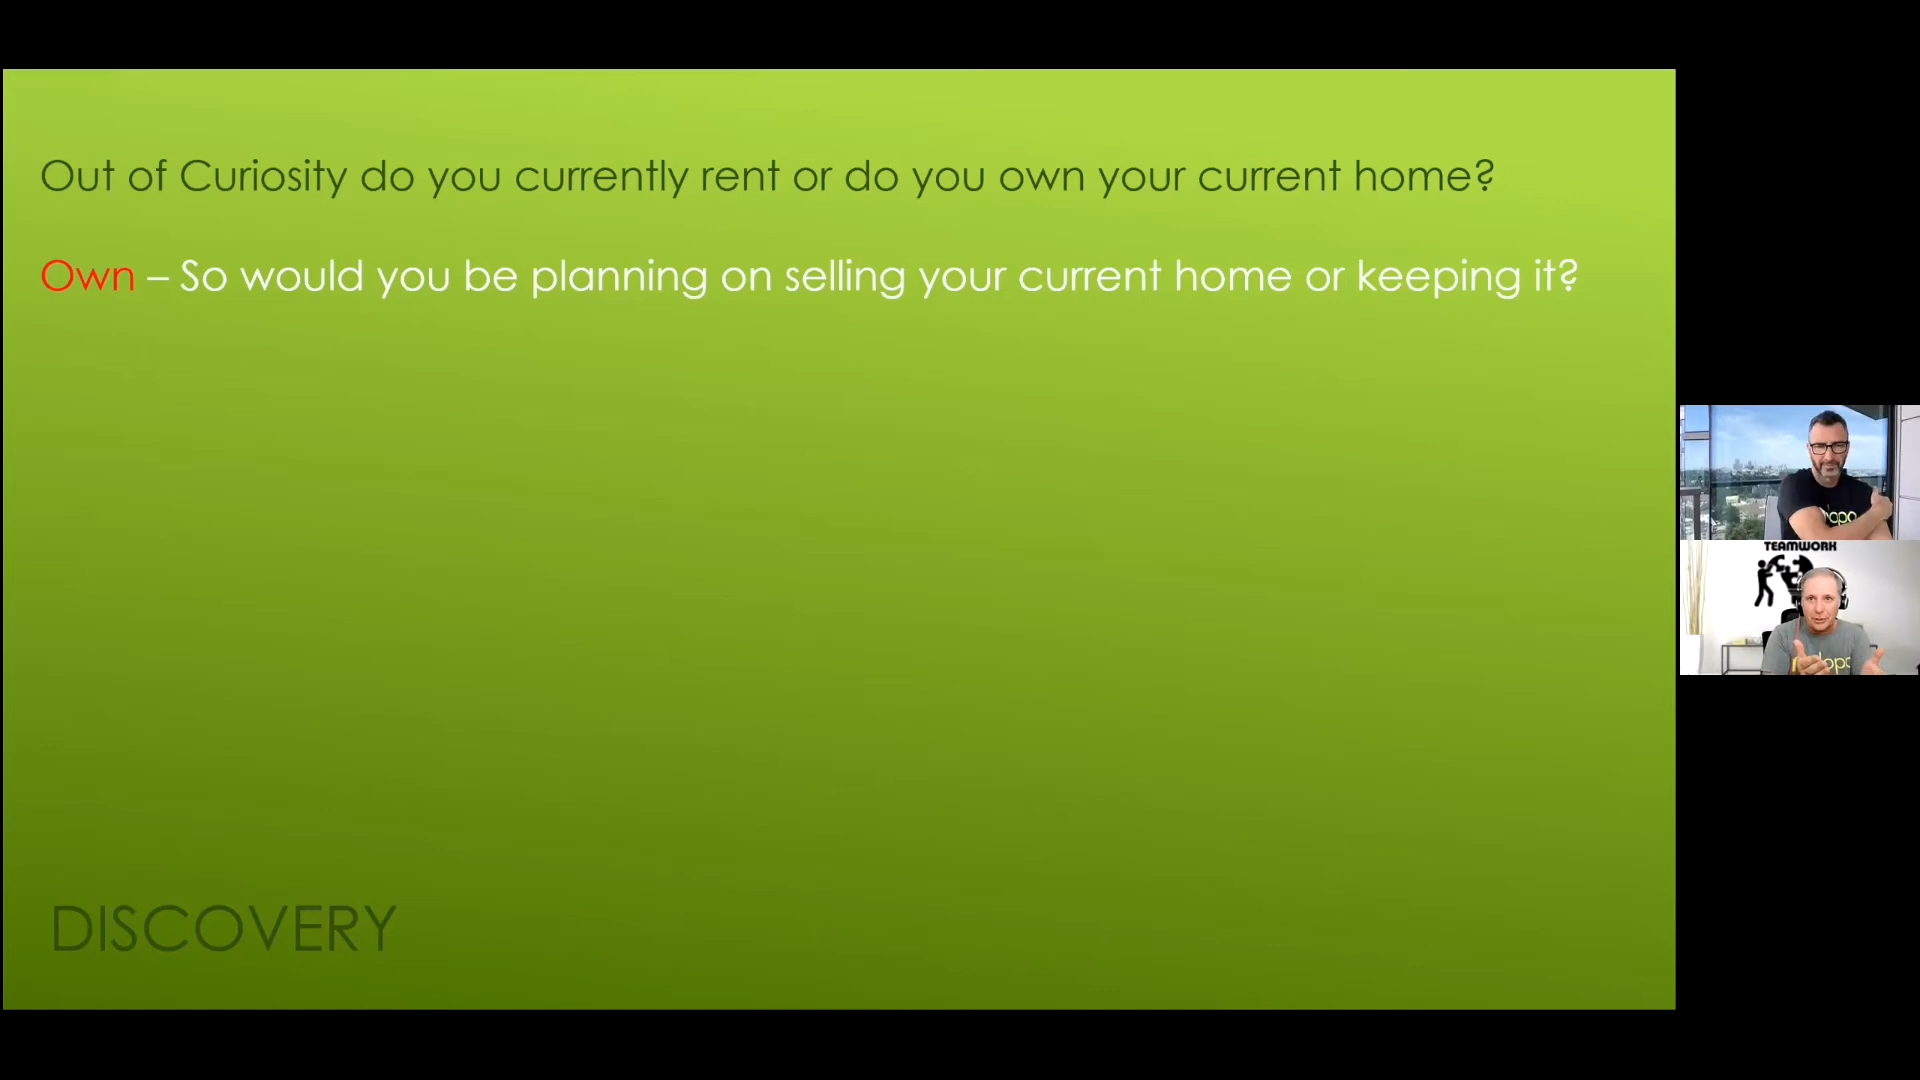 Out of Curiosity do you currently rent or do you own your current home?
Own – So would you be planning on selling your current home or keeping it?
DISCOVERY
TEAMWORK